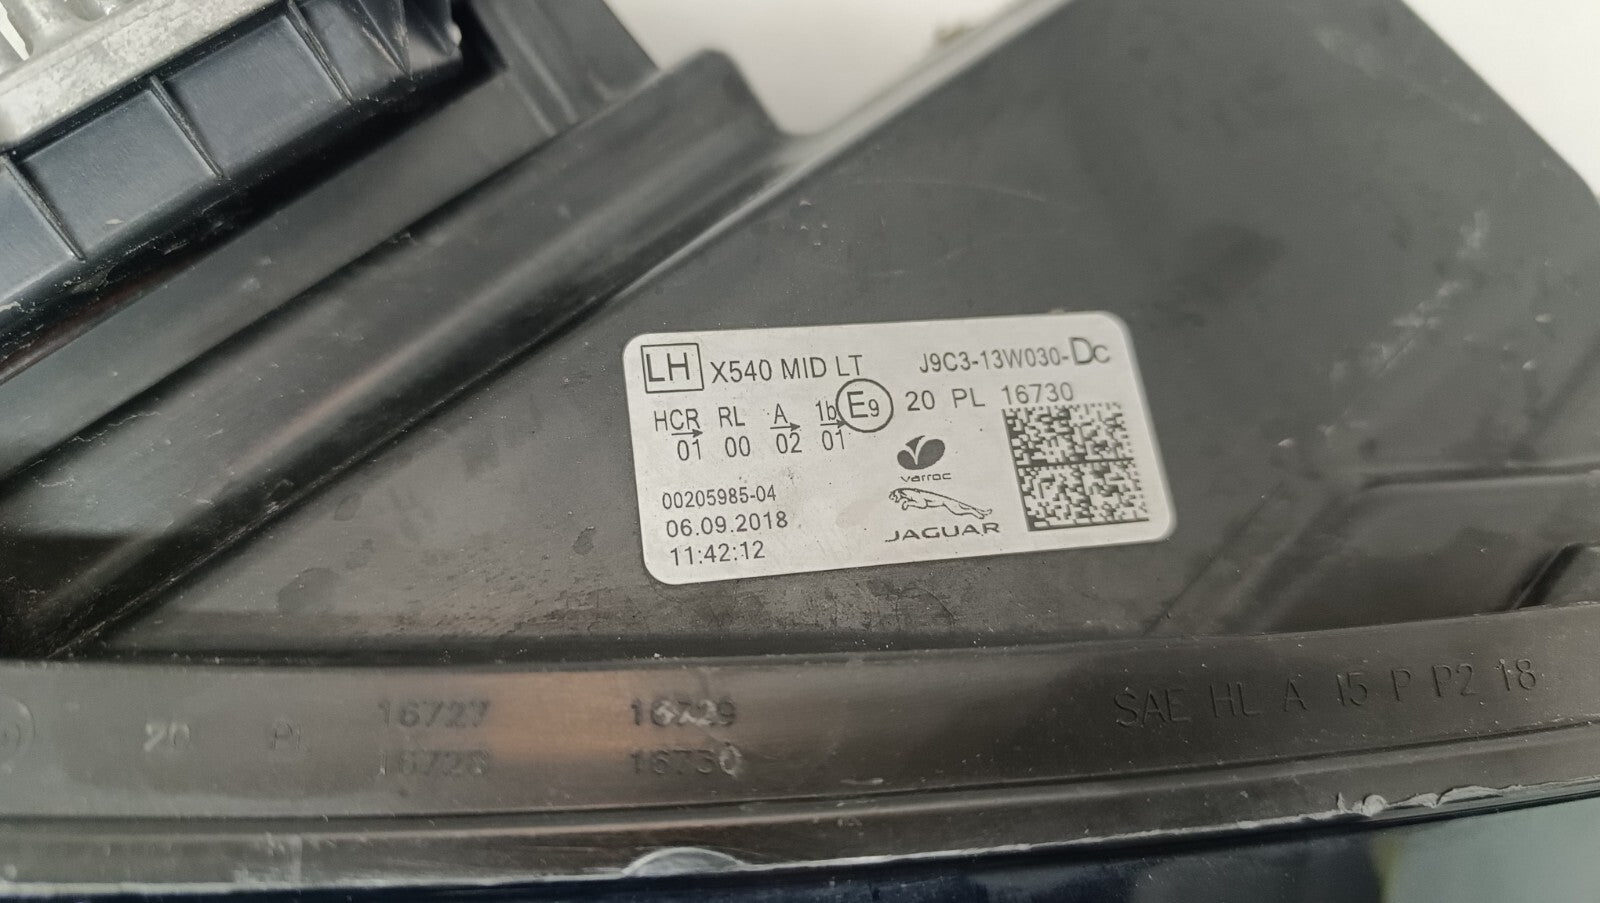 LH X540 MID LT J9C3-13W030-Dc
HCR RL A 1b E9 20 PL 16730
01 00 02 01
00205985-04
06.09.2018
11:42:12
varroc
JAGUAR
20 PL 16727 16729
16728 16730
SAE HL A I5 P P2 18